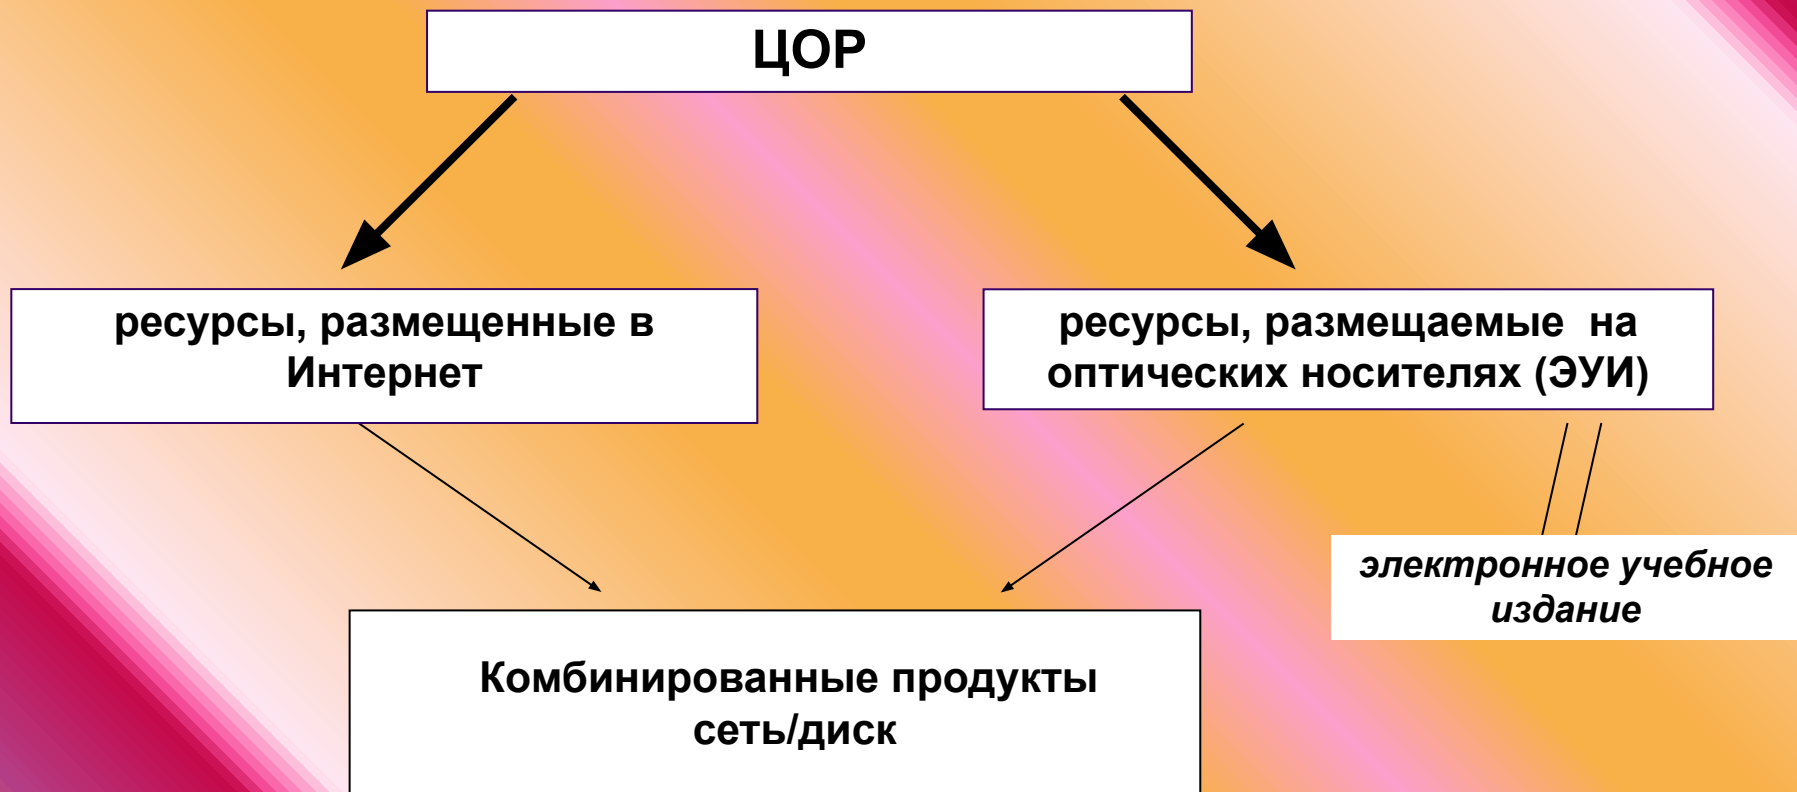 ЦОР
ресурсы, размещенные в
Интернет
ресурсы, размещаемые на
оптических носителях (ЭУИ)
электронное учебное
издание
Комбинированные продукты
сеть/диск